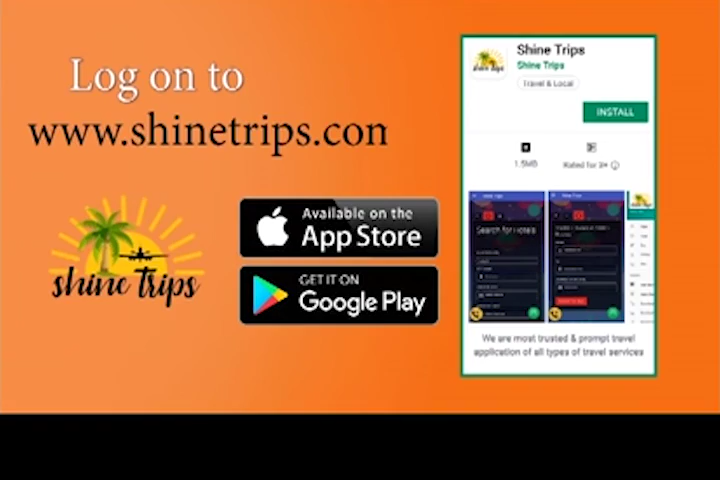 Log on to
www.shinetrips.com
shine trips
Available on the
App Store
GET IT ON
Google Play
Shine Trips
Shine Trips
Travel & Local
INSTALL
1.5MB
Rated for 3+
Search for Hotels
We are most trusted & prompt travel
application of all types of travel services